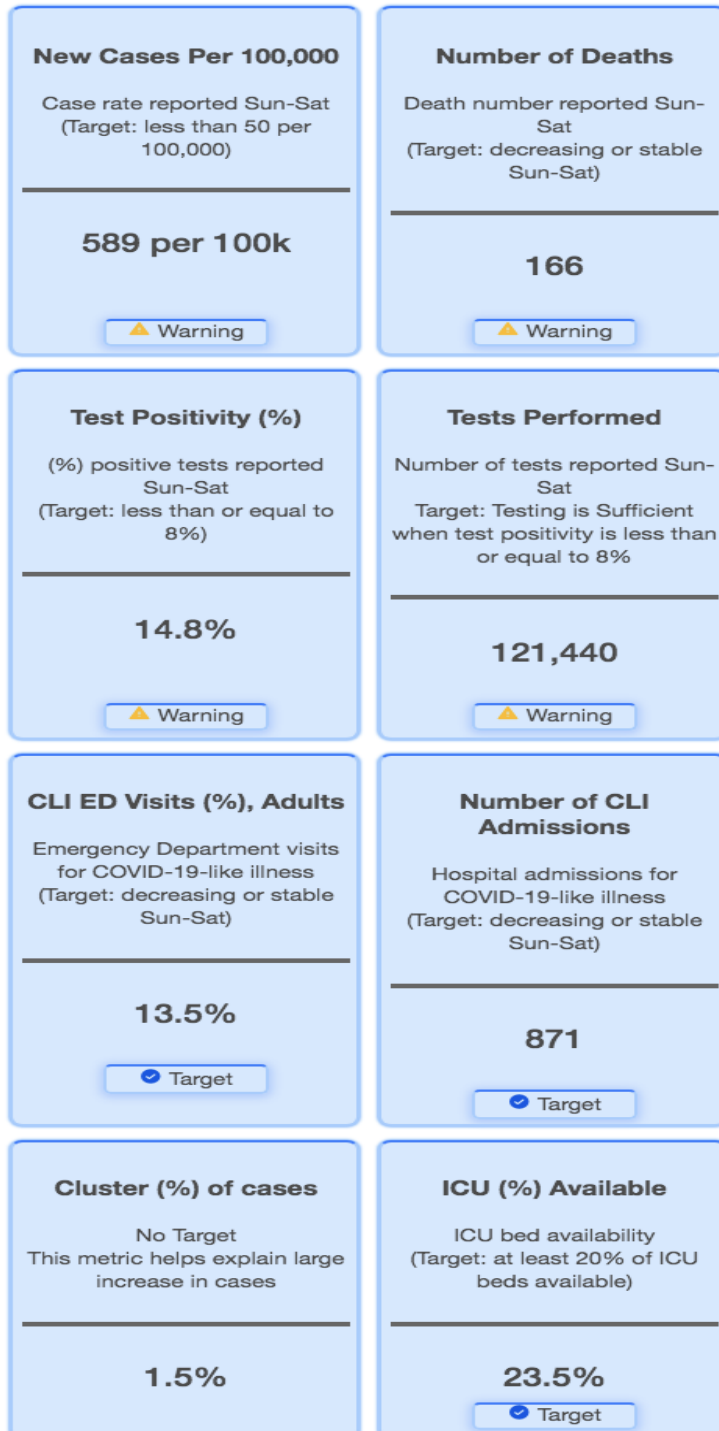 New Cases Per 100,000
Case rate reported Sun-Sat
(Target: less than 50 per
100,000)
589 per 100k
Warning
Number of Deaths
Death number reported Sun-
Sat
(Target: decreasing or stable
Sun-Sat)
166
Warning
Test Positivity (%)
(%) positive tests reported
Sun-Sat
(Target: less than or equal to
8%)
14.8%
Warning
Tests Performed
Number of tests reported Sun-
Sat
Target: Testing is Sufficient
when test positivity is less than
or equal to 8%
121,440
Warning
CLI ED Visits (%), Adults
Emergency Department visits
for COVID-19-like illness
(Target: decreasing or stable
Sun-Sat)
13.5%
Target
Number of CLI
Admissions
Hospital admissions for
COVID-19-like illness
(Target: decreasing or stable
Sun-Sat)
871
Target
Cluster (%) of cases
No Target
This metric helps explain large
increase in cases
1.5%
ICU (%) Available
ICU bed availability
(Target: at least 20% of ICU
beds available)
23.5%
Target